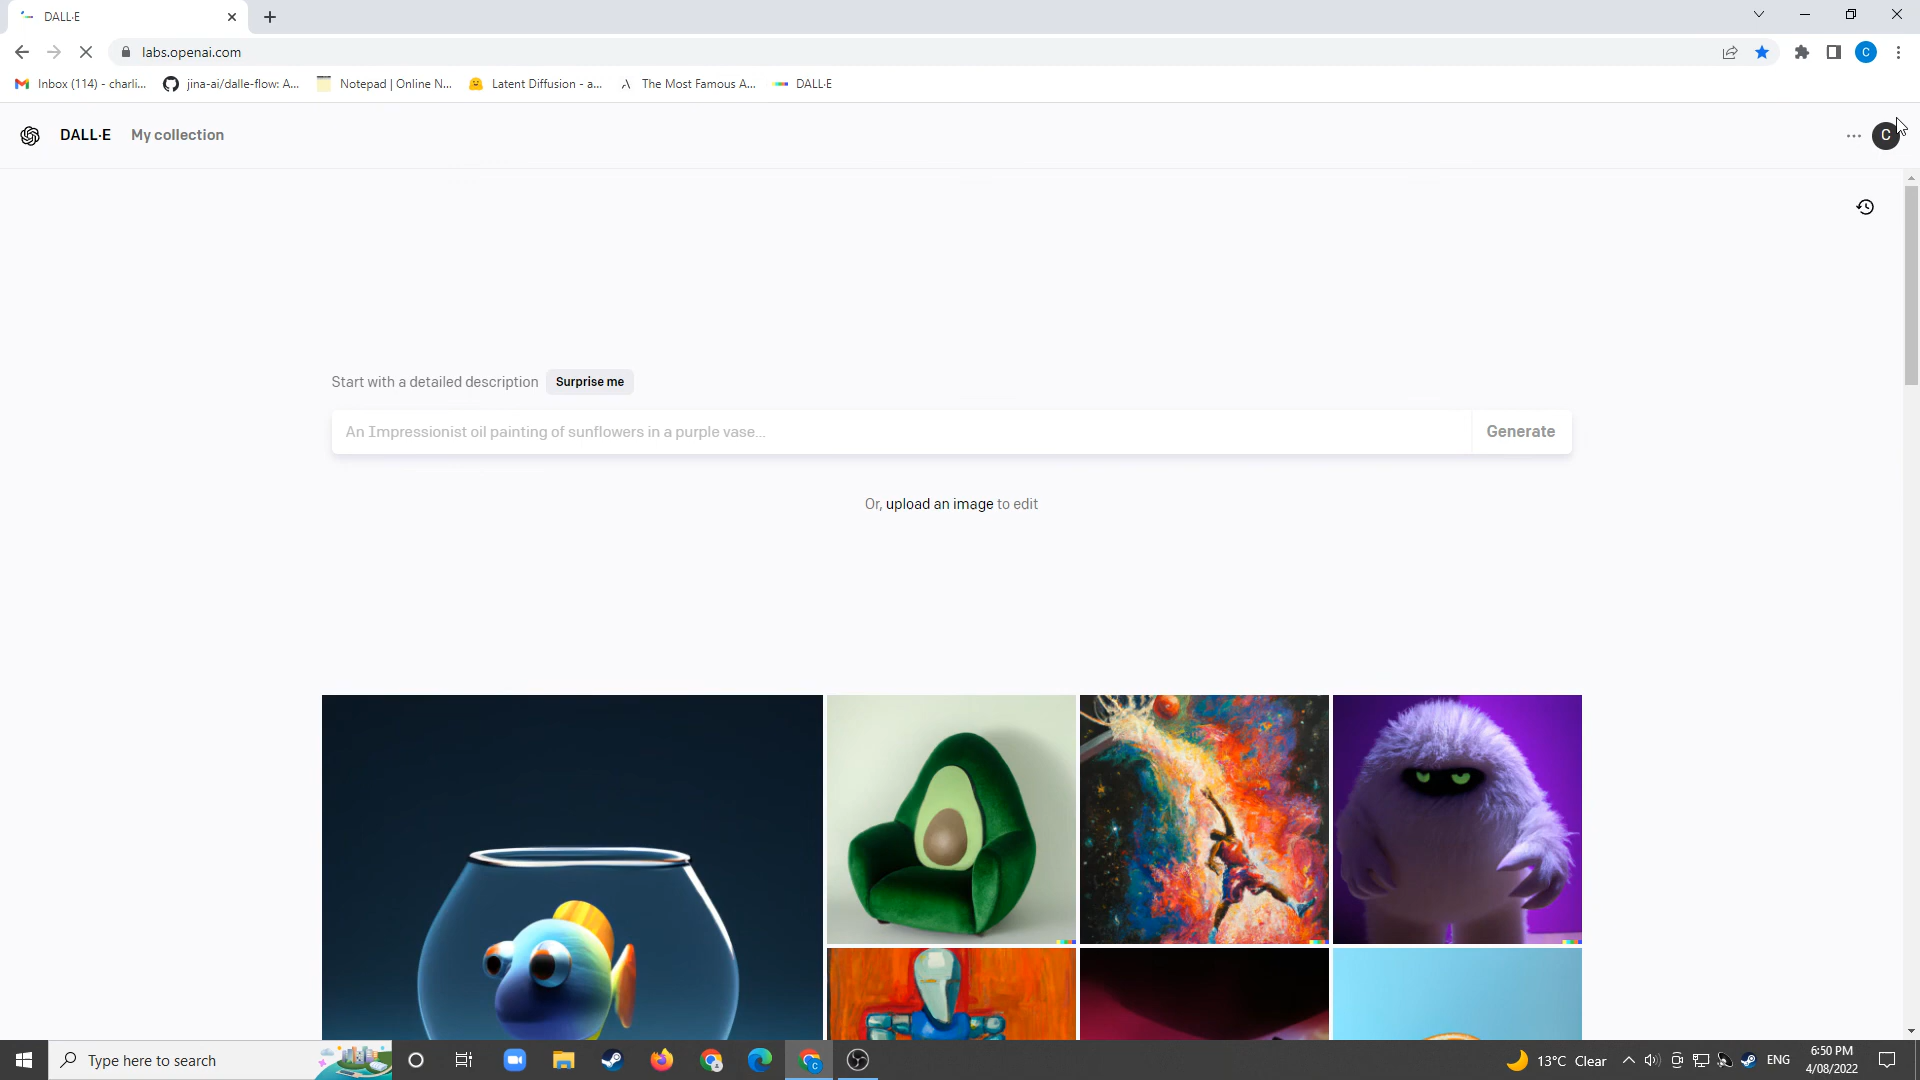 DALL·E
labs.openai.com
C
Inbox (114) - charli...
jina-ai/dalle-flow: A...
Notepad | Online N...
Latent Diffusion - a...
The Most Famous A...
DALL·E
DALL·E
My collection
C
Start with a detailed description
Surprise me
An Impressionist oil painting of sunflowers in a purple vase...
Generate
Or, upload an image to edit
Type here to search
13°C Clear
ENG
6:50 PM
4/08/2022